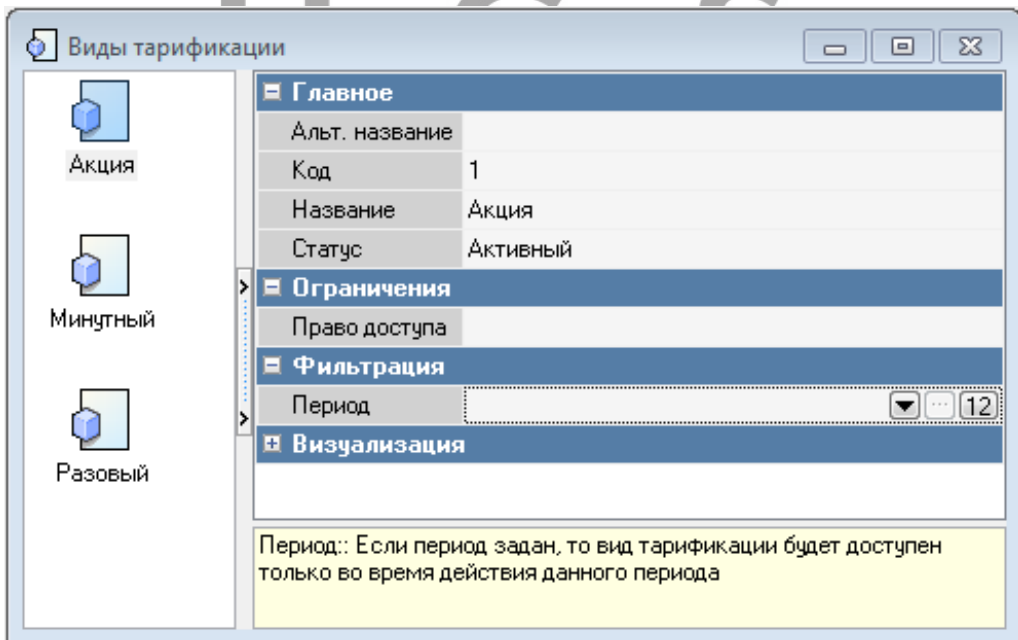 Виды тарификации
Акция
Минутный
Разовый
Главное
Альт. название
Код 1
Название Акция
Статус Активный
Ограничения
Право доступа
Фильтрация
Период ... 12
Визуализация
Период:: Если период задан, то вид тарификации будет доступен
только во время действия данного периода